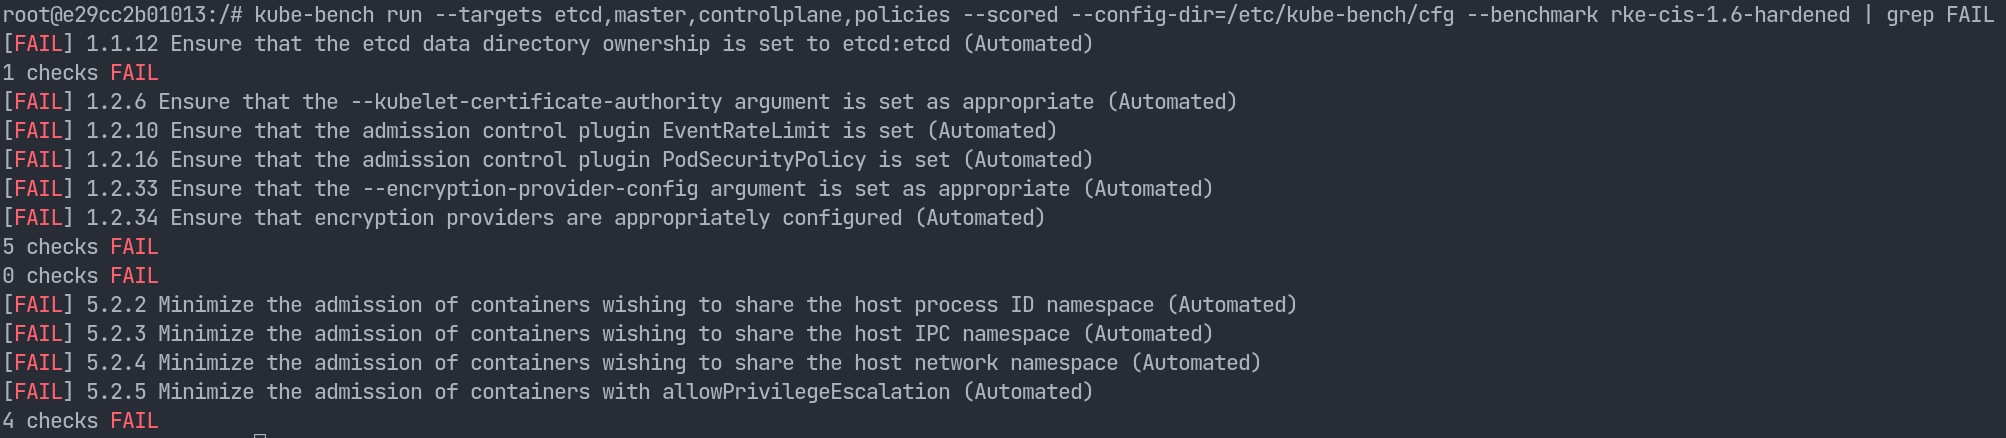 root@e29cc2b01013:/# kube-bench run --targets etcd,master,controlplane,policies --scored --config-dir=/etc/kube-bench/cfg --benchmark rke-cis-1.6-hardened | grep FAIL
[FAIL] 1.1.12 Ensure that the etcd data directory ownership is set to etcd:etcd (Automated)
1 checks FAIL
[FAIL] 1.2.6 Ensure that the --kubelet-certificate-authority argument is set as appropriate (Automated)
[FAIL] 1.2.10 Ensure that the admission control plugin EventRateLimit is set (Automated)
[FAIL] 1.2.16 Ensure that the admission control plugin PodSecurityPolicy is set (Automated)
[FAIL] 1.2.33 Ensure that the --encryption-provider-config argument is set as appropriate (Automated)
[FAIL] 1.2.34 Ensure that encryption providers are appropriately configured (Automated)
5 checks FAIL
0 checks FAIL
[FAIL] 5.2.2 Minimize the admission of containers wishing to share the host process ID namespace (Automated)
[FAIL] 5.2.3 Minimize the admission of containers wishing to share the host IPC namespace (Automated)
[FAIL] 5.2.4 Minimize the admission of containers wishing to share the host network namespace (Automated)
[FAIL] 5.2.5 Minimize the admission of containers with allowPrivilegeEscalation (Automated)
4 checks FAIL